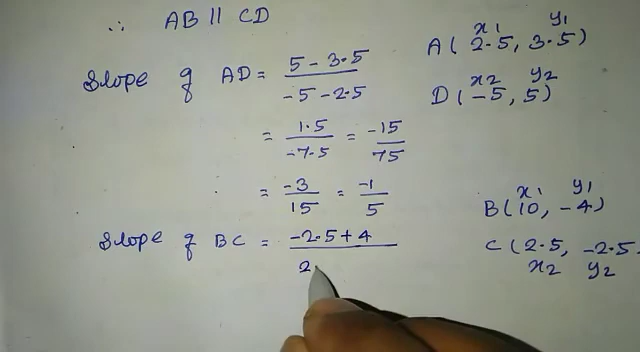 ∴ AB || CD
x1 y1
A(2.5, 3.5)
Slope of AD = 5 - 3.5 / -5 - 2.5
x2 y2
D(-5, 5)
= 1.5 / -7.5 = -15 / 75
= -3 / 15 = -1 / 5
x1 y1
B(10, -4)
Slope of BC = -2.5 + 4 / 2
C(2.5, -2.5
x2 y2